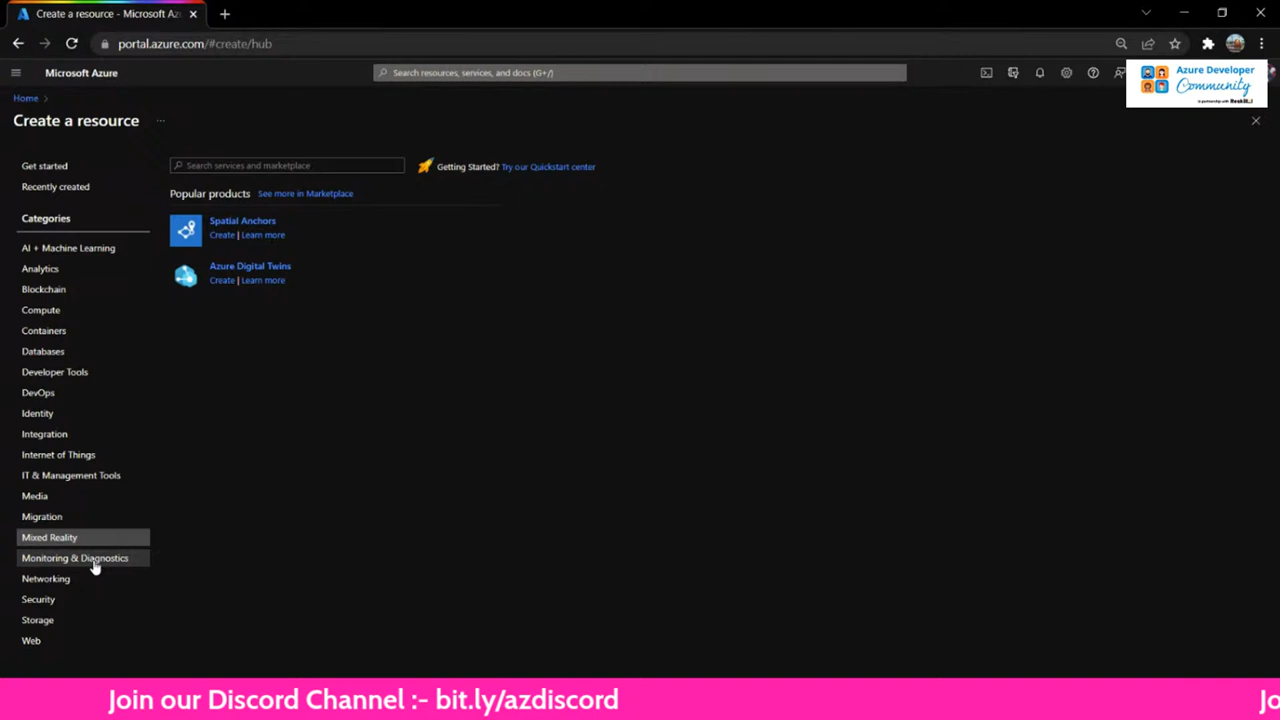 Create a resource - Microsoft Az
portal.azure.com/#create/hub
Microsoft Azure
Search resources, services, and docs (G+/)
Azure Developer
Community
Home
Create a resource
Get started
Recently created
Categories
AI + Machine Learning
Analytics
Blockchain
Compute
Containers
Databases
Developer Tools
DevOps
Identity
Integration
Internet of Things
IT & Management Tools
Media
Migration
Mixed Reality
Monitoring & Diagnostics
Networking
Security
Storage
Web
Search services and marketplace
Getting Started? Try our Quickstart center
Popular products See more in Marketplace
Spatial Anchors
Create | Learn more
Azure Digital Twins
Create | Learn more
Join our Discord Channel :- bit.ly/azdiscord
Jo